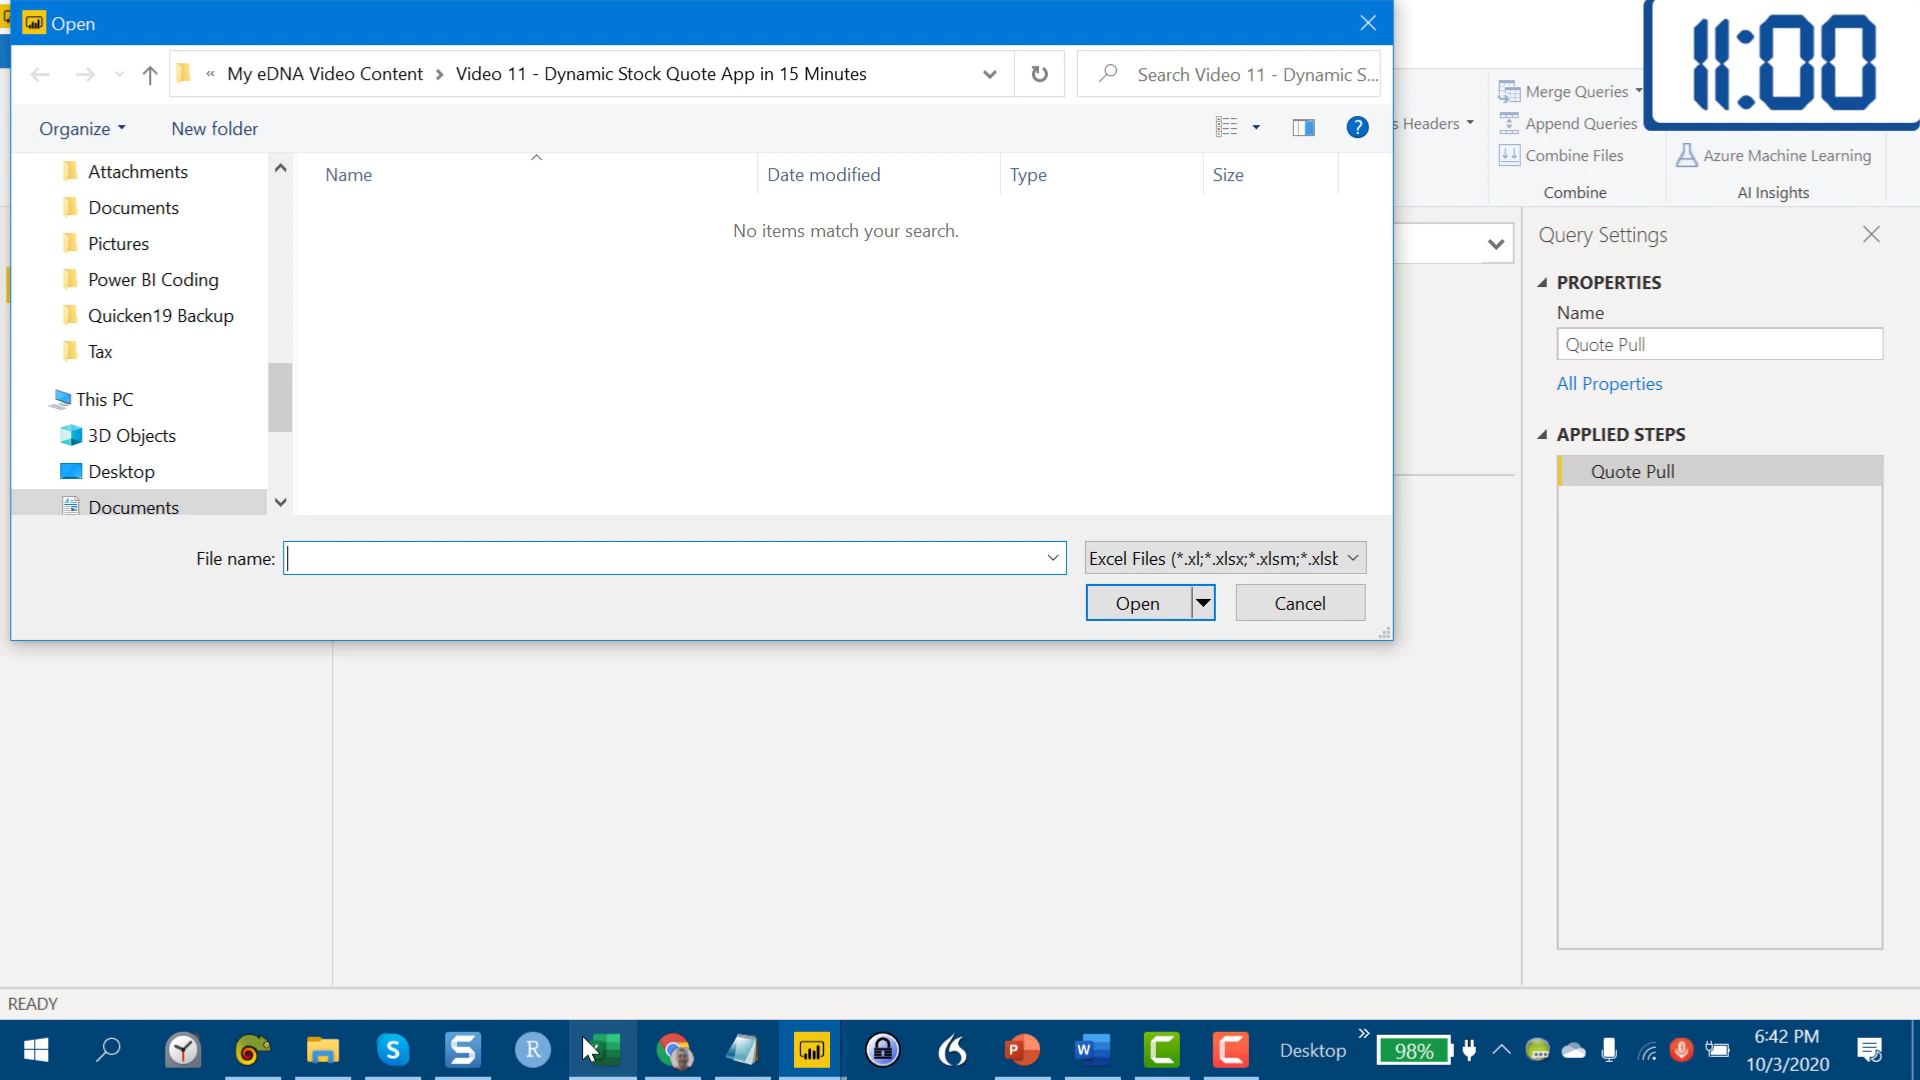 Open
11:00
« My eDNA Video Content > Video 11 - Dynamic Stock Quote App in 15 Minutes
Search Video 11 - Dynamic S...
Organize
New folder
?
Name
Date modified
Type
Size
No items match your search.
Attachments
Documents
Pictures
Power BI Coding
Quicken19 Backup
Tax
This PC
3D Objects
Desktop
Documents
File name:
Excel Files (*.xl;*.xlsx;*.xlsm;*.xlsb
Open
Cancel
s Headers
Merge Queries
Append Queries
Combine Files
Combine
Azure Machine Learning
AI Insights
Query Settings
PROPERTIES
Name
Quote Pull
All Properties
APPLIED STEPS
Quote Pull
READY
S
S
R
X
P
W
C
C
Desktop
»
98%
6:42 PM
10/3/2020